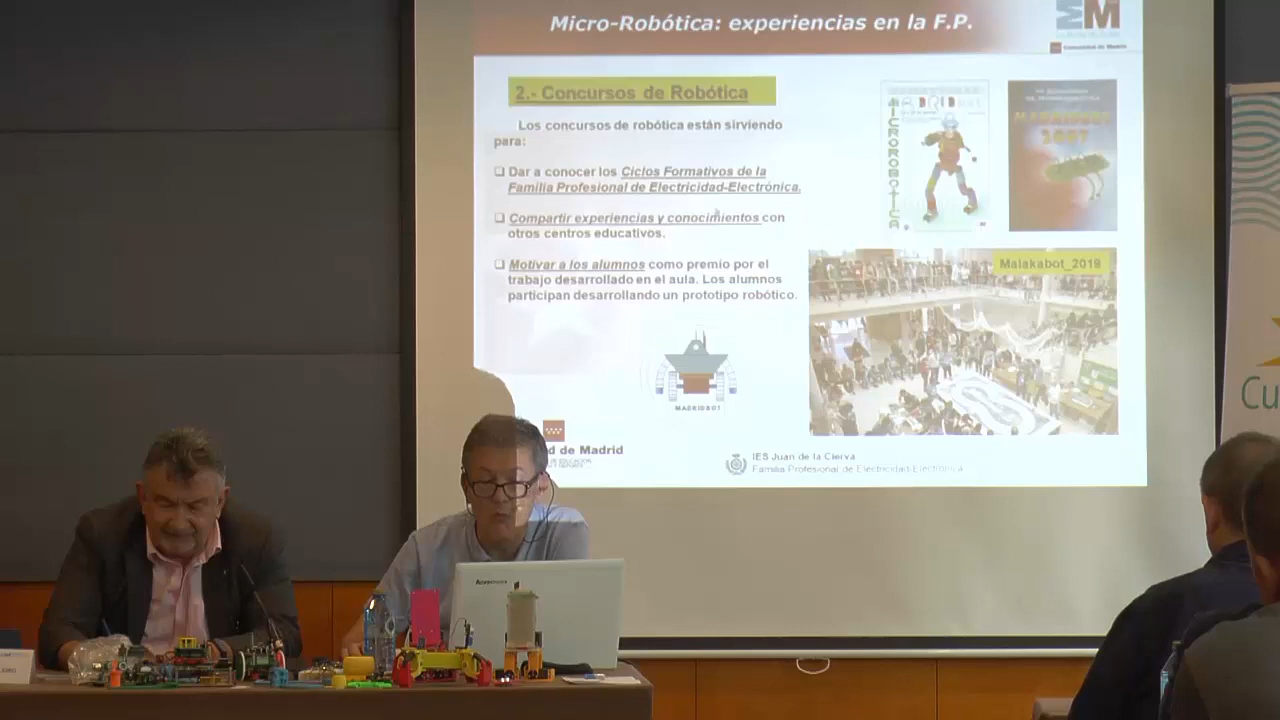 Micro-Robótica: experiencias en la F.P.
Comunidad de Madrid
2.- Concursos de Robótica
Los concursos de robótica están sirviendo
para:
Dar a conocer los Ciclos Formativos de la
Familia Profesional de Electricidad-Electrónica.
Compartir experiencias y conocimientos con
otros centros educativos.
Motivar a los alumnos como premio por el
trabajo desarrollado en el aula. Los alumnos
participan desarrollando un prototipo robótico.
MICROROBOTICA
2007
Malakabot_2019
MADRIDBOT
d de Madrid
IES Juan de la Cierva
Familia Profesional de Electricidad-Electrónica
Cu